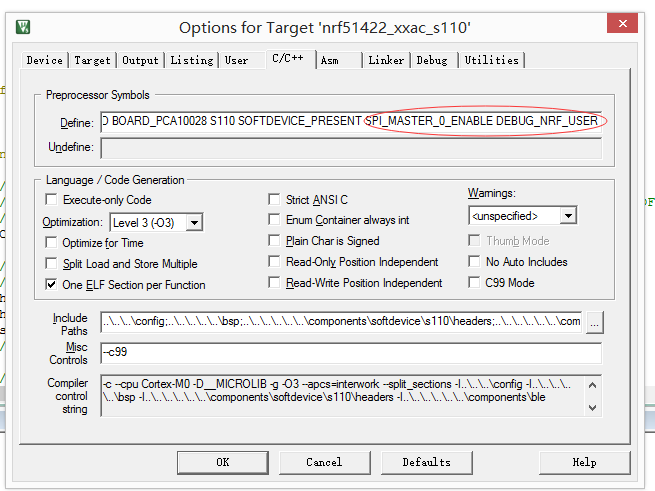 Options for Target 'nrf51422_xxac_s110'
Device Target Output Listing User C/C++ Asm Linker Debug Utilities
Preprocessor Symbols
Define: D BOARD_PCA10028 S110 SOFTDEVICE_PRESENT SPI_MASTER_0_ENABLE DEBUG_NRF_USER
Undefine:
Language / Code Generation
Execute-only Code
Strict ANSI C
Warnings:
Optimization: Level 3 (-O3)
Enum Container always int
<unspecified>
Optimize for Time
Plain Char is Signed
Thumb Mode
Split Load and Store Multiple
Read-Only Position Independent
No Auto Includes
One ELF Section per Function
Read-Write Position Independent
C99 Mode
Include Paths
..\..\..\config;..\..\..\..\..\bsp;..\..\..\..\..\..\components\softdevice\s110\headers;..\..\..\..\..\..\com
...
Misc Controls
--c99
Compiler control string
-c --cpu Cortex-M0 -D__MICROLIB -g -O3 --apcs=interwork --split_sections -I..\..\..\config -I..\..\..\..
\..\bsp -I..\..\..\..\..\..\components\softdevice\s110\headers -I..\..\..\..\..\..\components\ble
OK Cancel Defaults Help